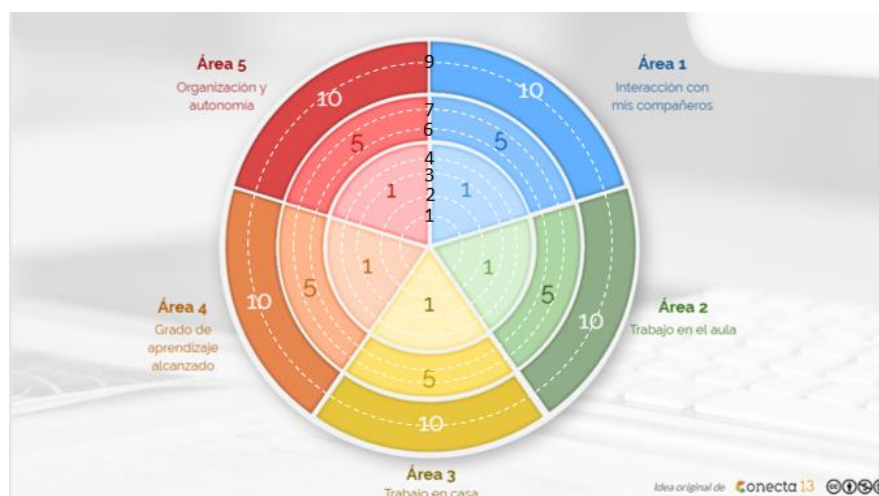 Área 5
Organización y
autonomia
Área 1
Interacción con
mis compañeros
Área 2
Trabajo en el aula
Área 3
Trabajo en casa
Área 4
Grado de
aprendizaje
alcanzado
9
7
6
4
3
2
1
10
5
1
10
5
1
10
5
1
10
5
1
10
5
1
Idea original de Conecta13
cc